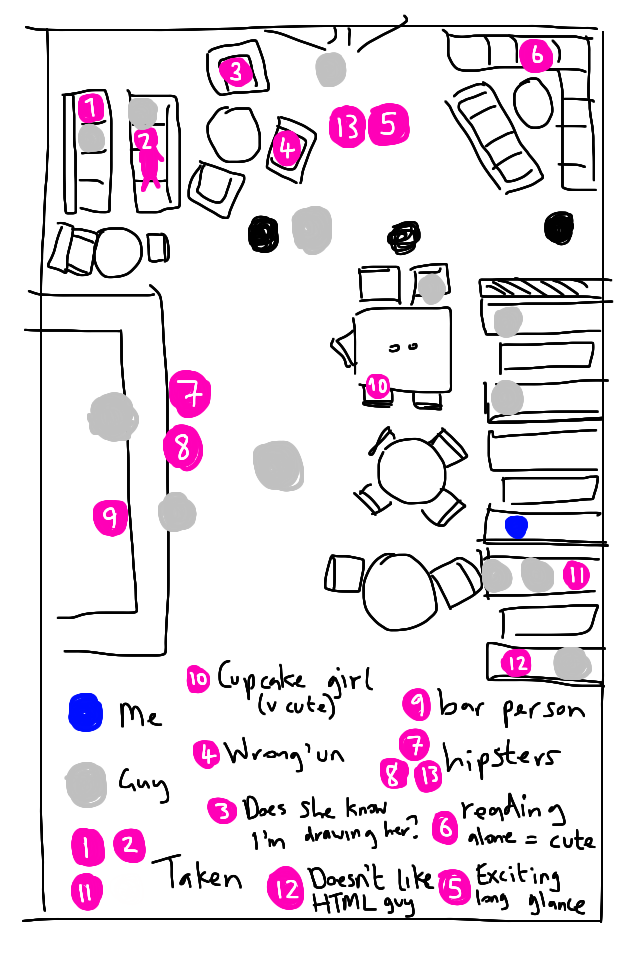 3
6
1
13 5
2
4
10
7
8
9
11
12
10 Cupcake girl
(v cute)
Me
9 bar person
4 Wrong'un
7
8 13 hipsters
Guy
3 Does she know
I'm drawing her?
6 reading
alone = cute
1 2
11
Taken
12 Doesn't like
HTML guy
5 Exciting
long glance